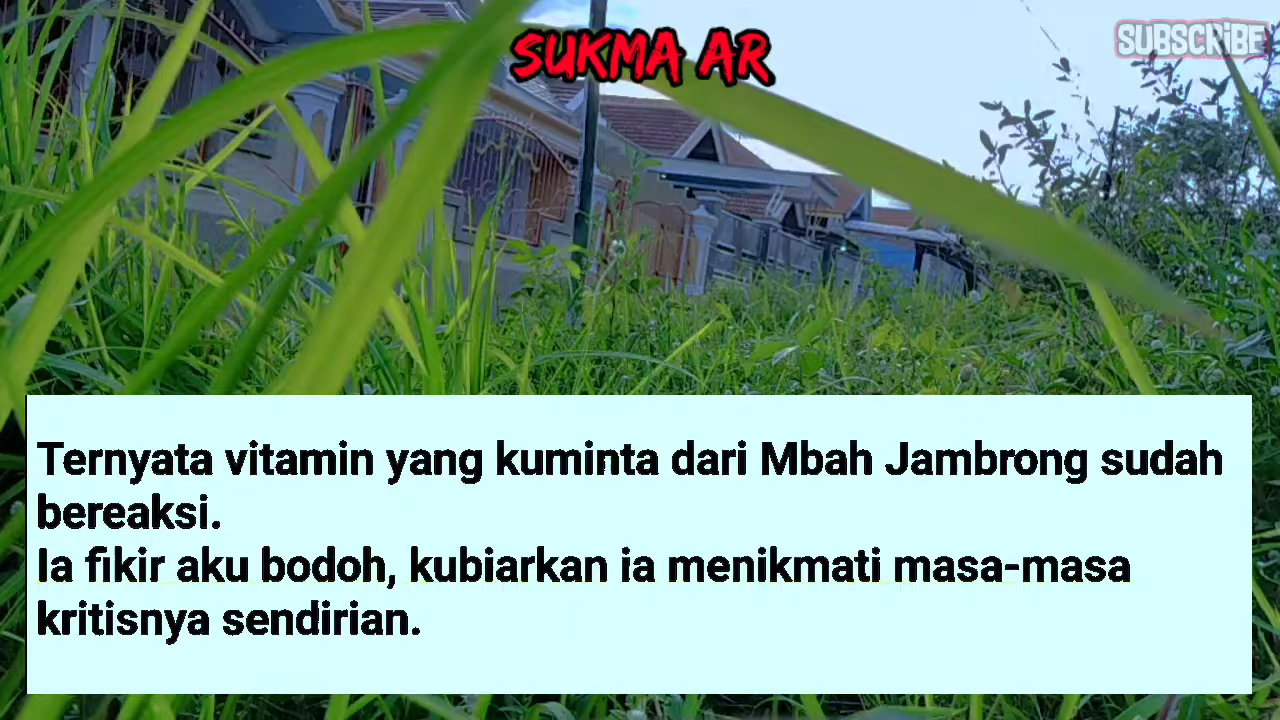 SUKMA AR
SUBSCRIBE
Ternyata vitamin yang kuminta dari Mbah Jambrong sudah
bereaksi.
Ia fikir aku bodoh, kubiarkan ia menikmati masa-masa
kritisnya sendirian.